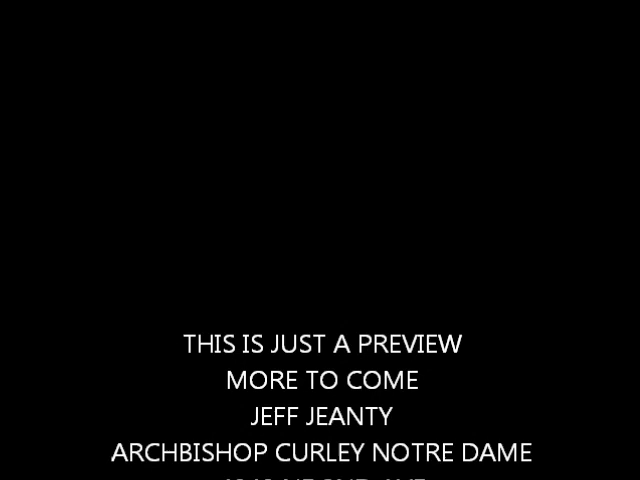 THIS IS JUST A PREVIEW
MORE TO COME
JEFF JEANTY
ARCHBISHOP CURLEY NOTRE DAME